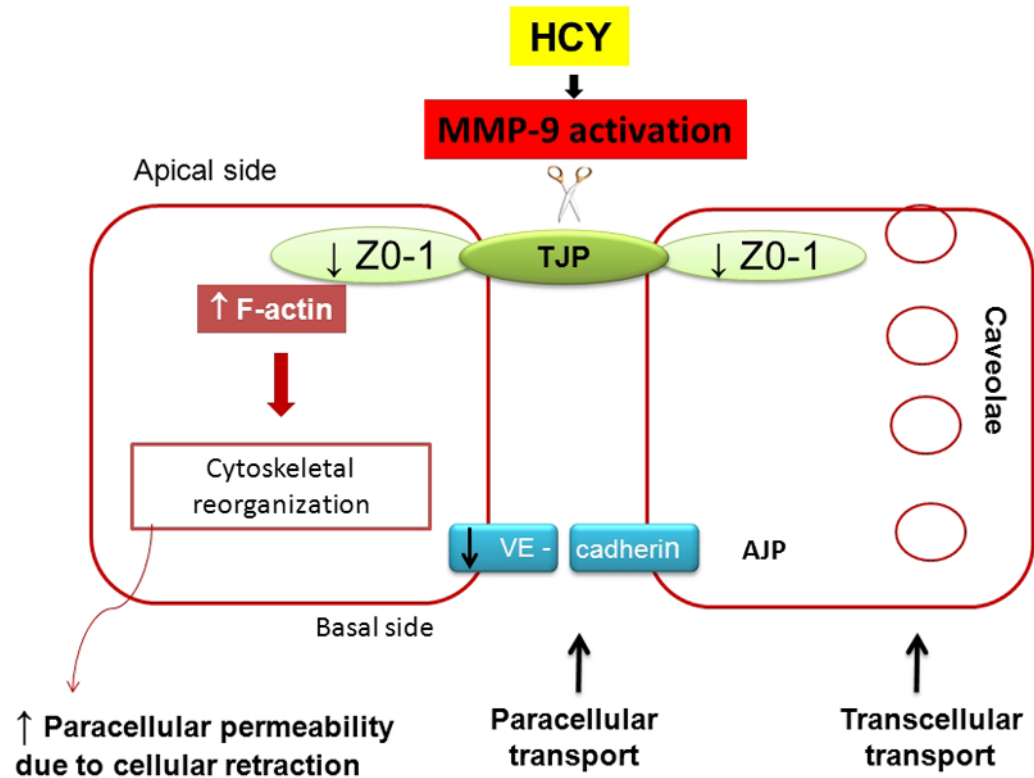 HCY
MMP-9 activation
Apical side
↓ Z0-1
TJP
↓ Z0-1
↑ F-actin
Caveolae
Cytoskeletal
reorganization
↓ VE -
cadherin
AJP
Basal side
↑ Paracellular permeability
due to cellular retraction
Paracellular
transport
Transcellular
transport